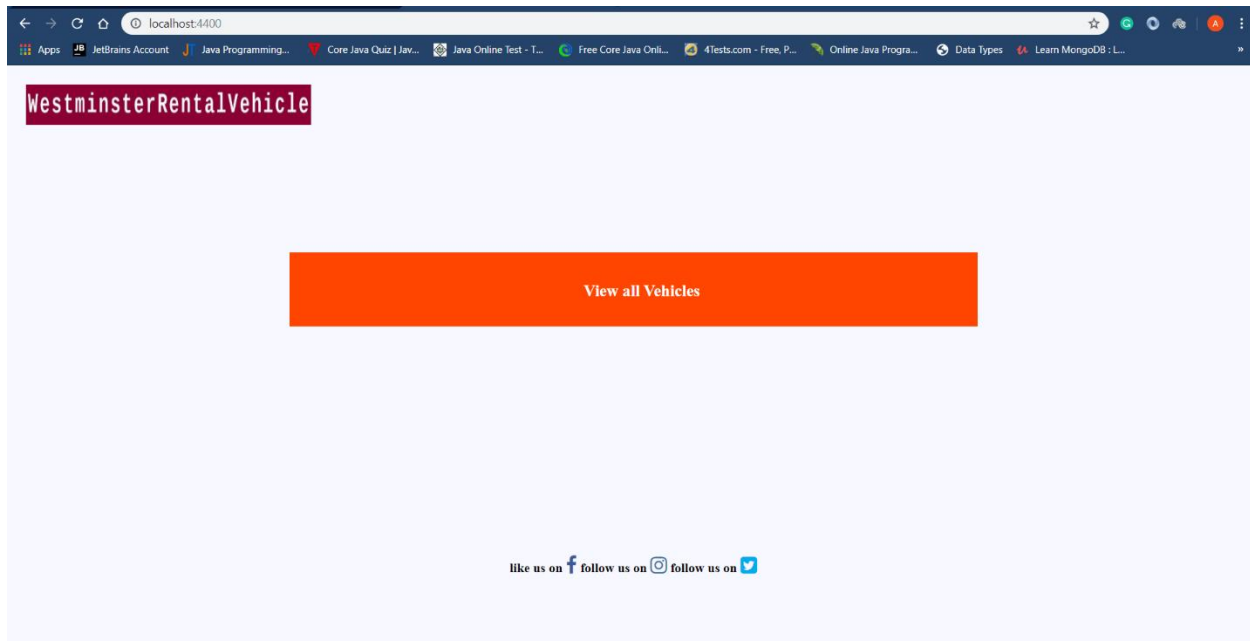 localhost:4400
Apps JetBrains Account Java Programming... Core Java Quiz | Jav... Java Online Test - T... Free Core Java Onli... 4Tests.com - Free, P... Online Java Progra... Data Types Learn MongoDB : L... »
WestminsterRentalVehicle
View all Vehicles
like us on follow us on follow us on